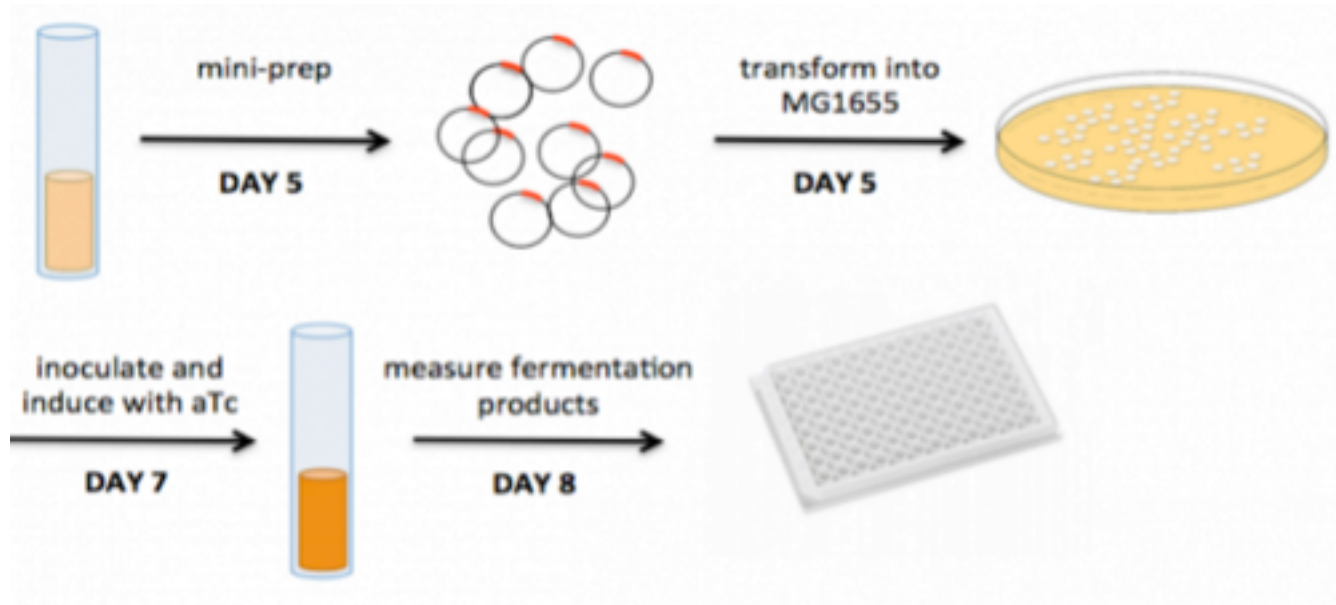 mini-prep
DAY 5
transform into
MG1655
DAY 5
inoculate and
induce with aTc
DAY 7
measure fermentation
products
DAY 8